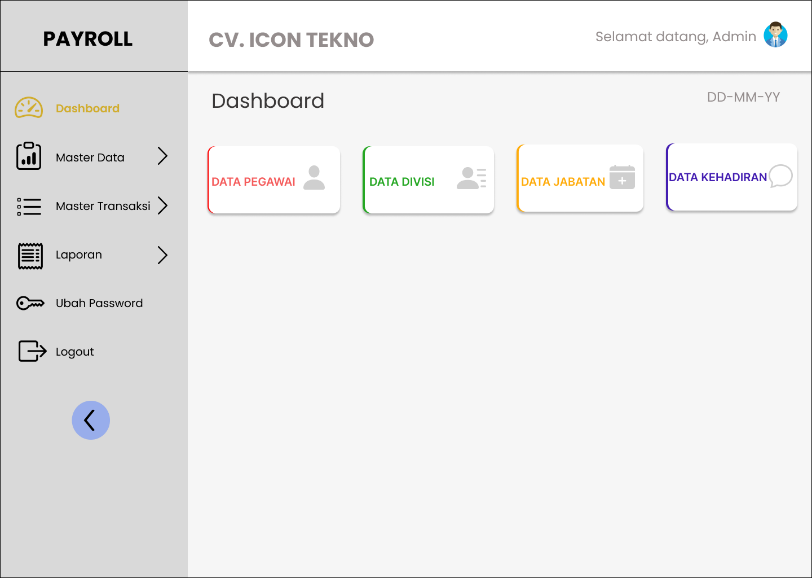 PAYROLL
CV. ICON TEKNO
Selamat datang, Admin
Dashboard
Master Data
Master Transaksi
Laporan
Ubah Password
Logout
Dashboard
DD-MM-YY
DATA PEGAWAI
DATA DIVISI
DATA JABATAN
DATA KEHADIRAN